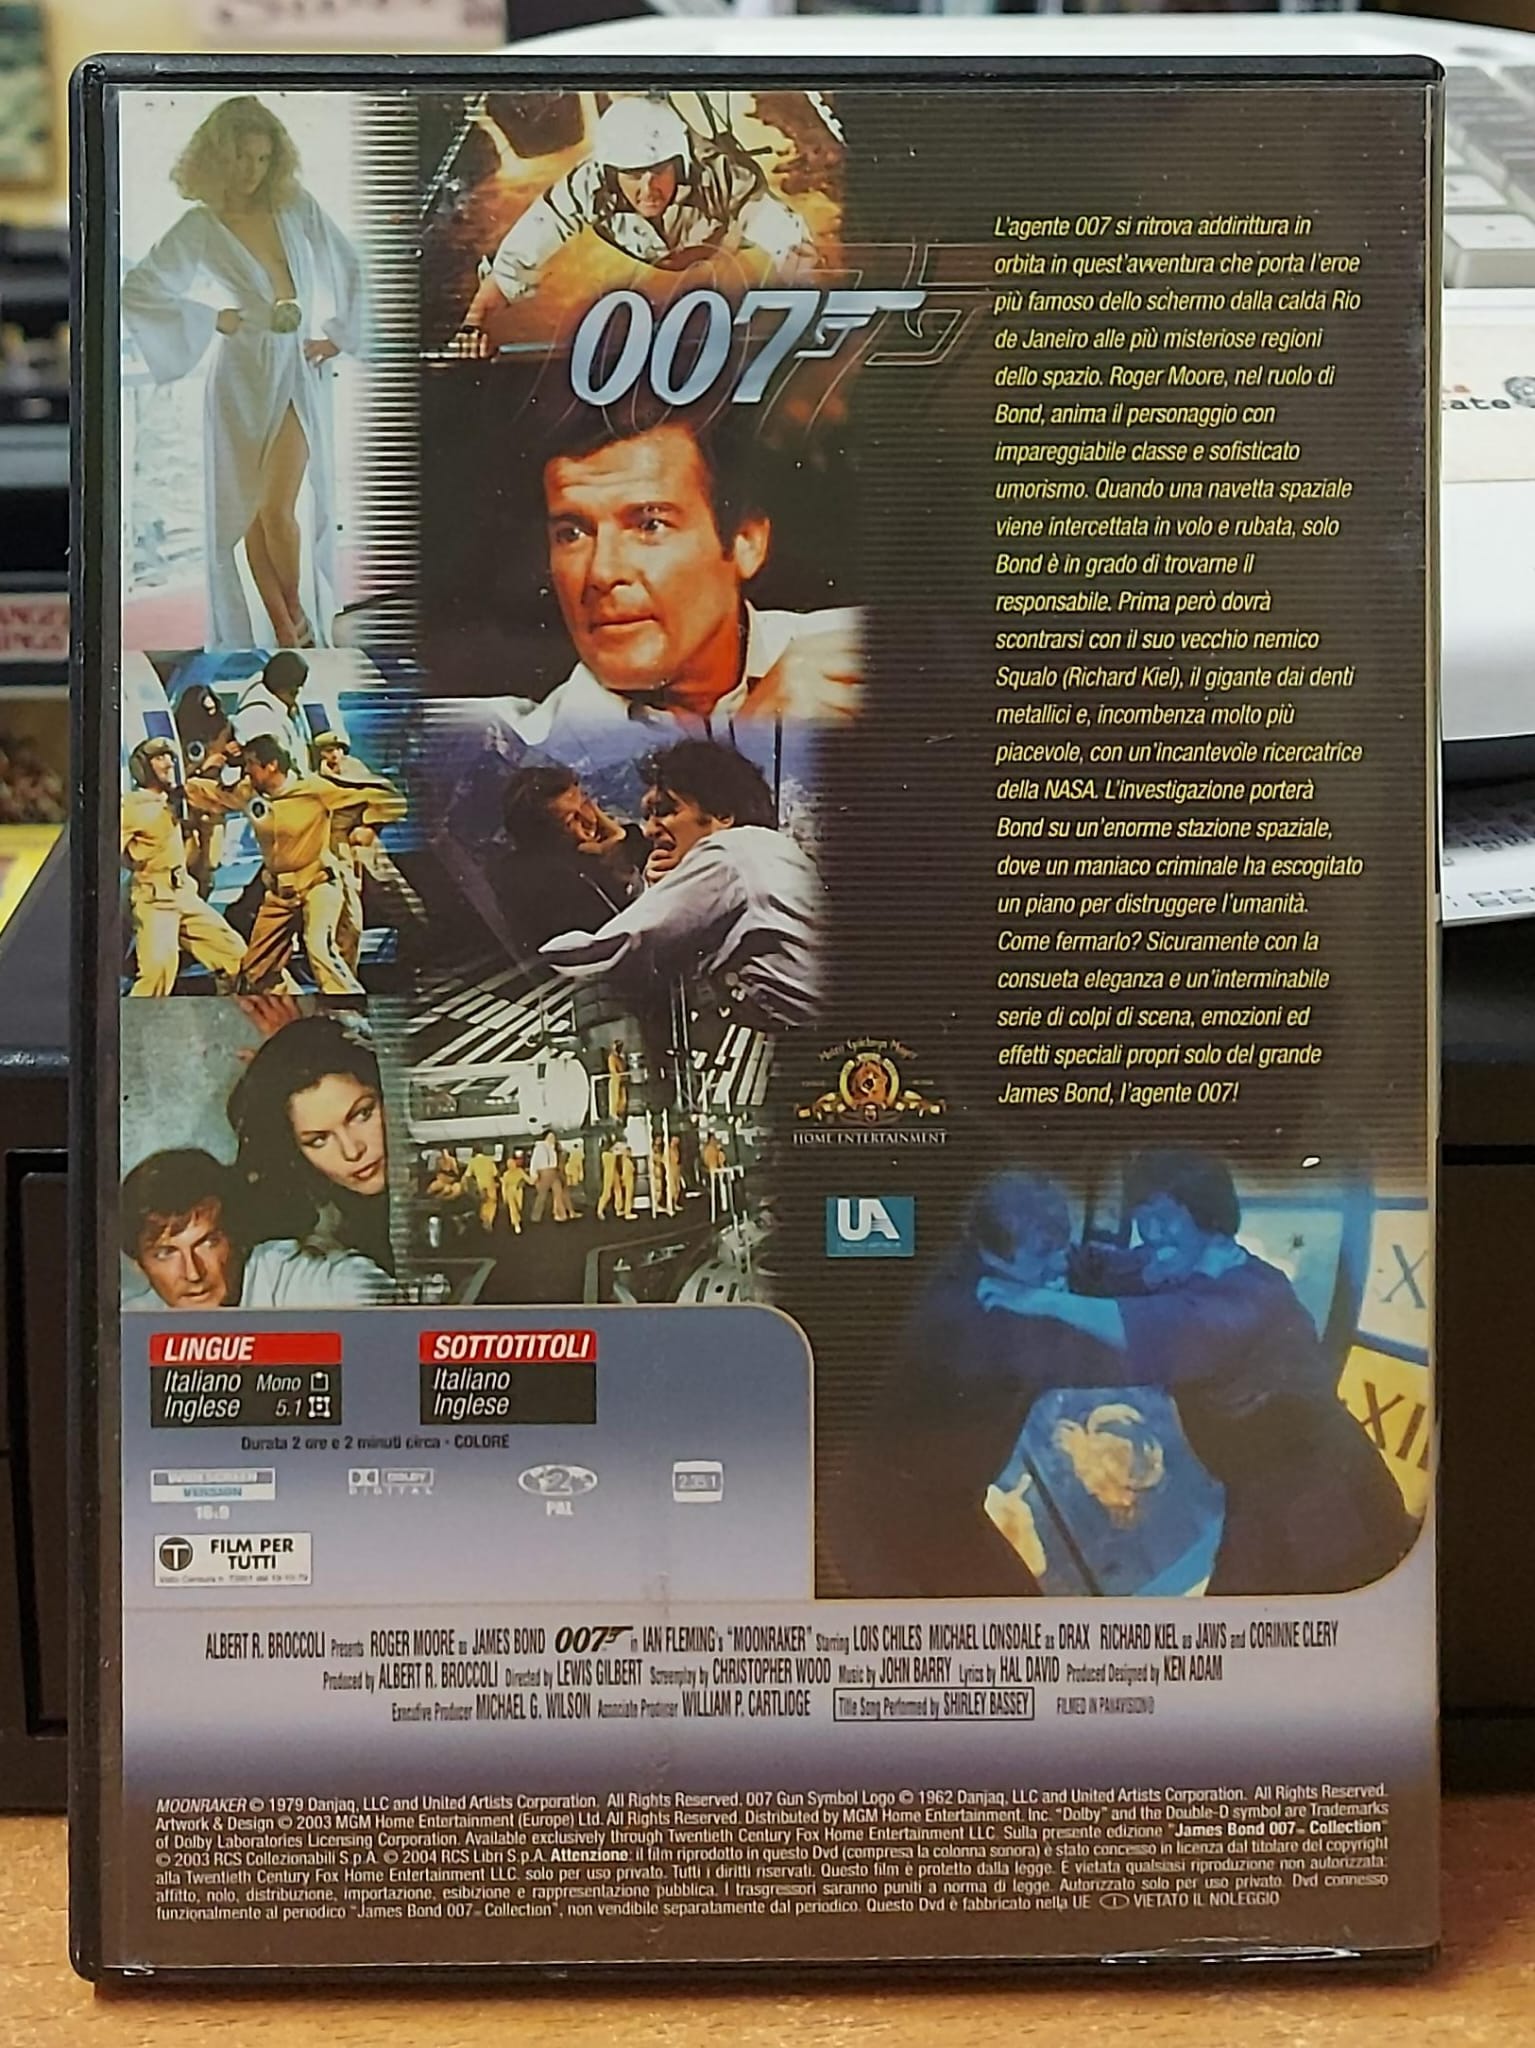 007
L'agente 007 si ritrova addirittura in
orbita in quest'avventura che porta l'eroe
più famoso dello schermo dalla calda Rio
de Janeiro alle più misteriose regioni
dello spazio. Roger Moore, nel ruolo di
Bond, anima il personaggio con
impareggiabile classe e sofisticato
umorismo. Quando una navetta spaziale
viene intercettata in volo e rubata, solo
Bond è in grado di trovarne il
responsabile. Prima però dovrà
scontrarsi con il suo vecchio nemico
Squalo (Richard Kiel), il gigante dai denti
metallici e, incombenza molto più
piacevole, con un'incantevole ricercatrice
della NASA. L'investigazione porterà
Bond su un'enorme stazione spaziale,
dove un maniaco criminale ha escogitato
un piano per distruggere l'umanità.
Come fermarlo? Sicuramente con la
consueta eleganza e un'interminabile
serie di colpi di scena, emozioni ed
effetti speciali propri solo del grande
James Bond, l'agente 007!
Metro Goldwyn Mayer
HOME ENTERTAINMENT
UA
XII
LINGUE
Italiano Mono
Inglese 5.1
SOTTOTITOLI
Italiano
Inglese
Durata 2 ore e 2 minuti circa - COLORE
WIDESCREEN
VERSION
16:9
DOLBY
DIGITAL
2
PAL
2.35:1
T FILM PER
TUTTI
ALBERT R. BROCCOLI Presents ROGER MOORE as JAMES BOND 007 in IAN FLEMING's "MOONRAKER" Starring LOIS CHILES MICHAEL LONSDALE as DRAX RICHARD KIEL as JAWS and CORINNE CLERY
Produced by ALBERT R. BROCCOLI Directed by LEWIS GILBERT Screenplay by CHRISTOPHER WOOD Music by JOHN BARRY Lyrics by HAL DAVID Produced Designed by KEN ADAM
Executive Producer MICHAEL G. WILSON Associate Producer WILLIAM P. CARTLIDGE Title Song Performed by SHIRLEY BASSEY FILMED IN PANAVISION®
MOONRAKER © 1979 Danjaq, LLC and United Artists Corporation. All Rights Reserved. 007 Gun Symbol Logo © 1962 Danjaq, LLC and United Artists Corporation. All Rights Reserved.
Artwork & Design © 2003 MGM Home Entertainment (Europe) Ltd. All Rights Reserved. Distributed by MGM Home Entertainment, Inc. "Dolby" and the Double-D symbol are Trademarks
of Dolby Laboratories Licensing Corporation. Available exclusively through Twentieth Century Fox Home Entertainment LLC. Sulla presente edizione "James Bond 007™ Collection"
© 2003 RCS Collezionabili S.p.A. © 2004 RCS Libri S.p.A. Attenzione: il film riprodotto in questo Dvd (compresa la colonna sonora) è stato concesso in licenza dal titolare del copyright
alla Twentieth Century Fox Home Entertainment LLC. solo per uso privato. Tutti i diritti riservati. Questo film è protetto dalla legge. È vietata qualsiasi riproduzione non autorizzata:
affitto, nolo, distribuzione, importazione, esibizione e rappresentazione pubblica. I trasgressori saranno puniti a norma di legge. Autorizzato solo per uso privato. Dvd connesso
funzionalmente al periodico "James Bond 007™ Collection", non vendibile separatamente dal periodico. Questo Dvd è fabbricato nella UE VIETATO IL NOLEGGIO